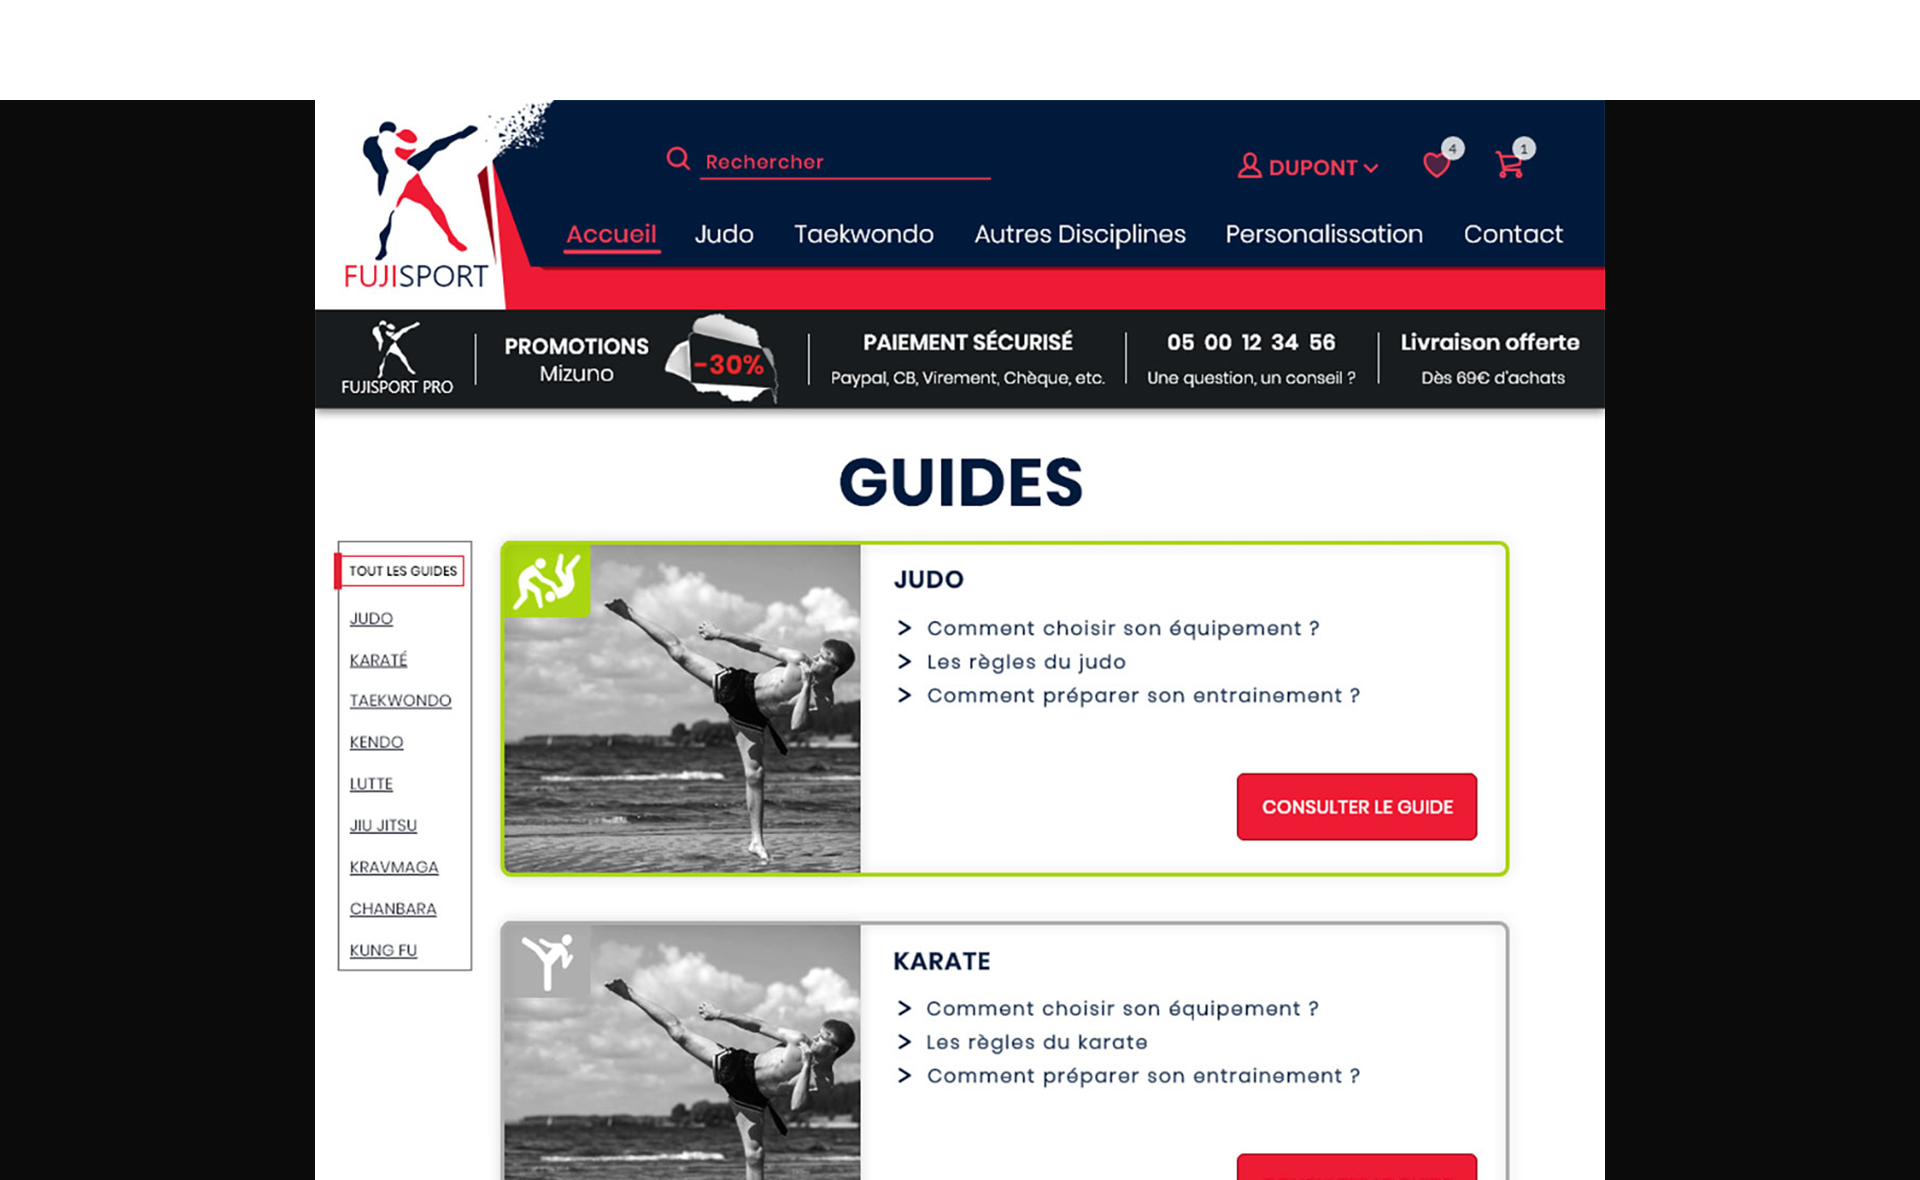 Rechercher
DUPONT
4
1
Accueil Judo Taekwondo Autres Disciplines Personalissation Contact
FUJISPORT
FUJISPORT PRO
PROMOTIONS
Mizuno
-30%
PAIEMENT SÉCURISÉ
Paypal, CB, Virement, Chèque, etc.
05 00 12 34 56
Une question, un conseil ?
Livraison offerte
Dès 69€ d'achats
GUIDES
TOUT LES GUIDES
JUDO
KARATÉ
TAEKWONDO
KENDO
LUTTE
JIU JITSU
KRAVMAGA
CHANBARA
KUNG FU
JUDO
> Comment choisir son équipement ?
> Les règles du judo
> Comment préparer son entrainement ?
CONSULTER LE GUIDE
KARATE
> Comment choisir son équipement ?
> Les règles du karate
> Comment préparer son entrainement ?